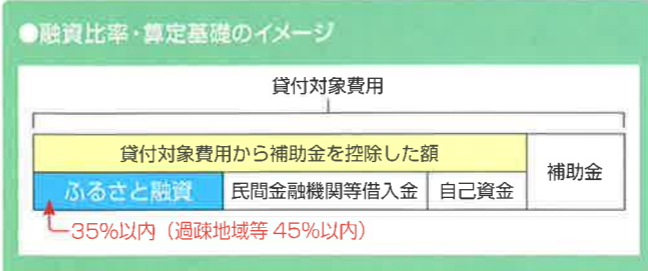 ●融資比率・算定基礎のイメージ
貸付対象費用
貸付対象費用から補助金を控除した額
補助金
ふるさと融資
民間金融機関等借入金
自己資金
35%以内（過疎地域等 45%以内）